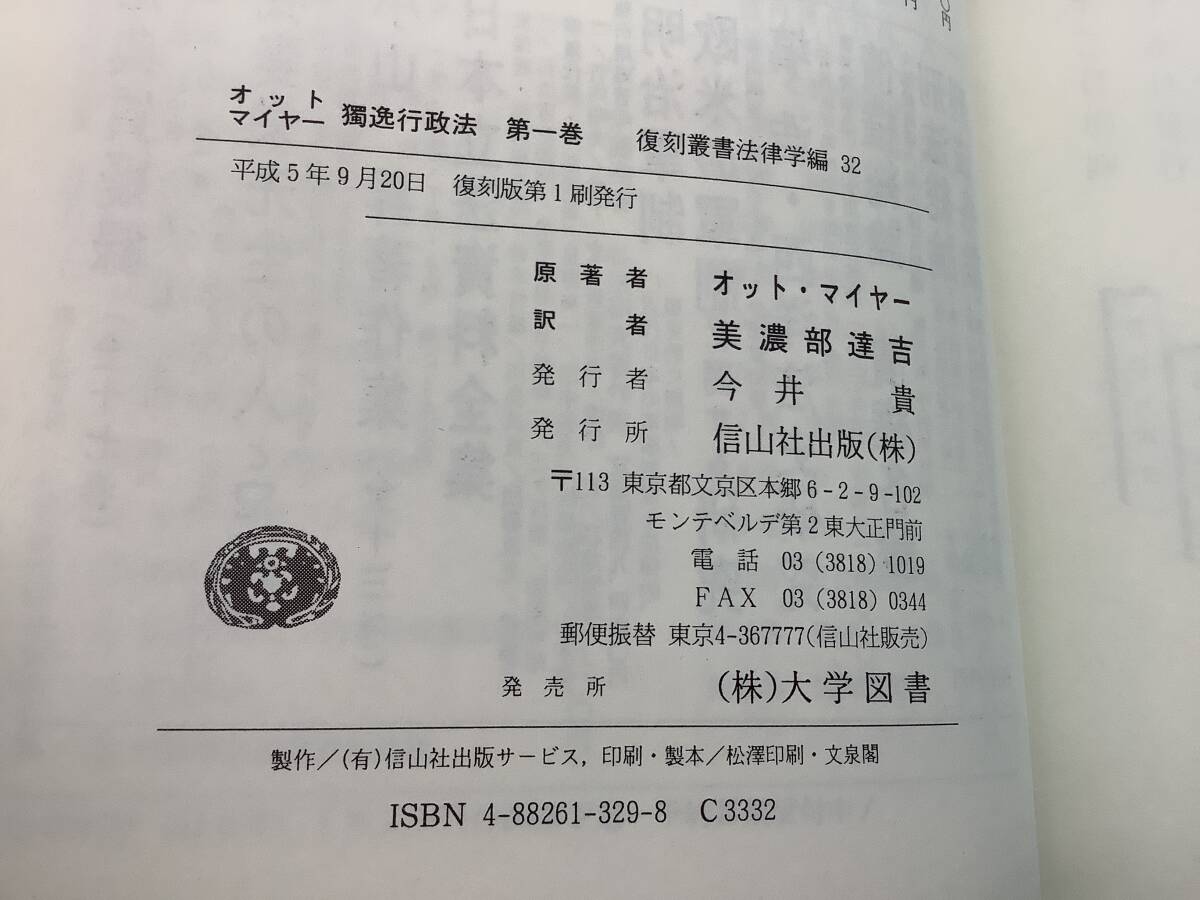 オット
マイヤー 獨逸行政法 第一巻 復刻叢書法律学編 32
平成5年9月20日 復刻版第1刷発行
原著者 オット・マイヤー
訳者 美濃部達吉
発行者 今井 貴
発行所 信山社出版(株)
〒113 東京都文京区本郷6-2-9-102
モンテベルデ第2東大正門前
電話 03(3818)1019
FAX 03(3818)0344
郵便振替 東京4-367777(信山社販売)
発売所 (株)大学図書
製作/(有)信山社出版サービス, 印刷・製本/松澤印刷・文泉閣
ISBN 4-88261-329-8 C3332